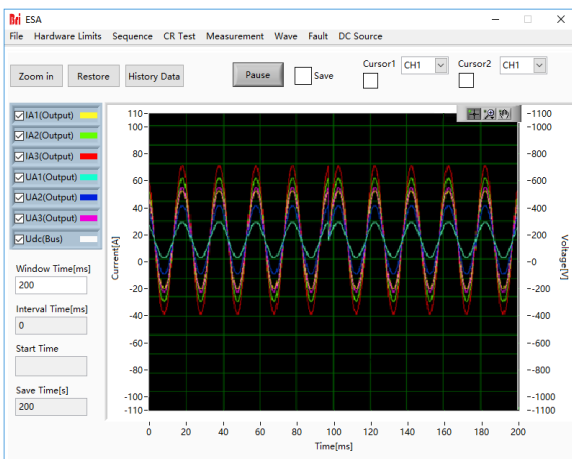 Bri ESA
File Hardware Limits Sequence CR Test Measurement Wave Fault DC Source
Zoom in Restore History Data Pause Save Cursor1 CH1 Cursor2 CH1
IA1(Output)
IA2(Output)
IA3(Output)
UA1(Output)
UA2(Output)
UA3(Output)
Udc(Bus)
Window Time[ms]
200
Interval Time[ms]
0
Start Time
Save Time[s]
200
Current[A]
110
100
80
60
40
20
0
-20
-40
-60
-80
-100
-110
1100
1000
800
600
400
200
0
-200
-400
-600
-800
-1000
-1100
Voltage[V]
0 20 40 60 80 100 120 140 160 180 200
Time[ms]